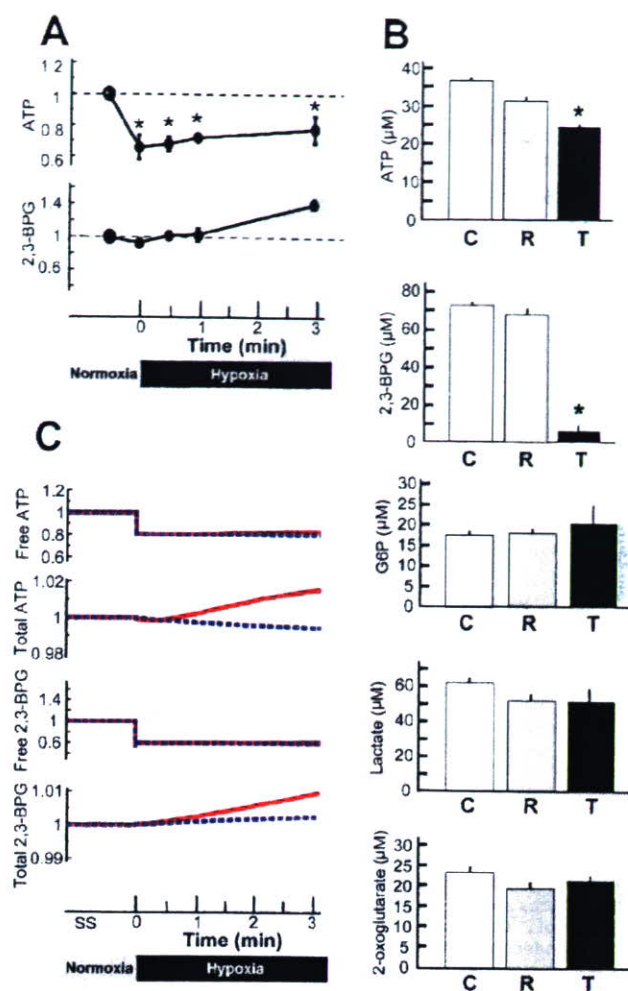 A
ATP
1.2
1
0.8
0.6
* * * *
2,3-BPG
1.4
1
0.6
0 1 2 3
Time (min)
Normoxia Hypoxia
B
ATP (µM)
40
30
20
10
0
*
C R T
2,3-BPG (µM)
80
60
40
20
0
*
C R T
G6P (µM)
30
25
20
15
10
5
0
C R T
Lactate (µM)
60
40
20
0
C R T
2-oxoglutarate (µM)
30
25
20
15
10
5
0
C R T
C
Free ATP
1.2
1
0.8
0.6
Total ATP
1.02
1
0.98
Free 2,3-BPG
1.4
1
0.6
Total 2,3-BPG
1.01
1
0.99
SS 0 1 2 3
Time (min)
Normoxia Hypoxia